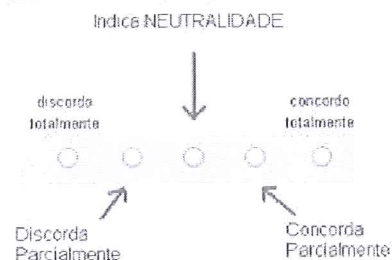 Indica NEUTRALIDADE
discordo
totalmente
concordo
totalmente
Discorda
Parcialmente
Concorda
Parcialmente